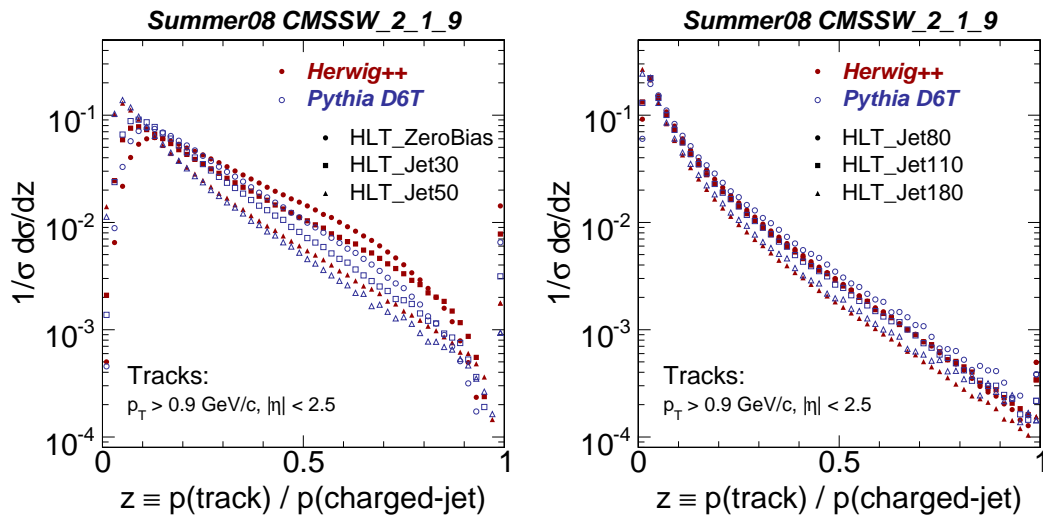 Summer08 CMSSW_2_1_9
1/σ dσ/dz
10⁻¹
10⁻²
10⁻³
10⁻⁴
Herwig++
Pythia D6T
HLT_ZeroBias
HLT_Jet30
HLT_Jet50
Tracks:
p_T > 0.9 GeV/c, |η| < 2.5
0 0.5 1
z ≡ p(track) / p(charged-jet)
Summer08 CMSSW_2_1_9
1/σ dσ/dz
10⁻¹
10⁻²
10⁻³
10⁻⁴
Herwig++
Pythia D6T
HLT_Jet80
HLT_Jet110
HLT_Jet180
Tracks:
p_T > 0.9 GeV/c, |η| < 2.5
0 0.5 1
z ≡ p(track) / p(charged-jet)